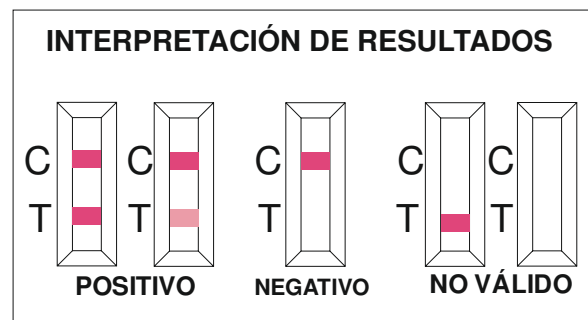 INTERPRETACIÓN DE RESULTADOS
C C C C C
T T T T T
POSITIVO NEGATIVO NO VÁLIDO